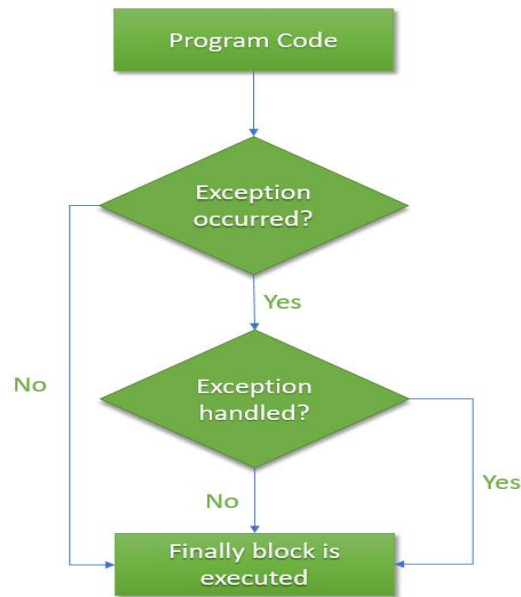 Program Code
Exception
occurred?
Yes
No
Exception
handled?
Yes
No
Finally block is
executed